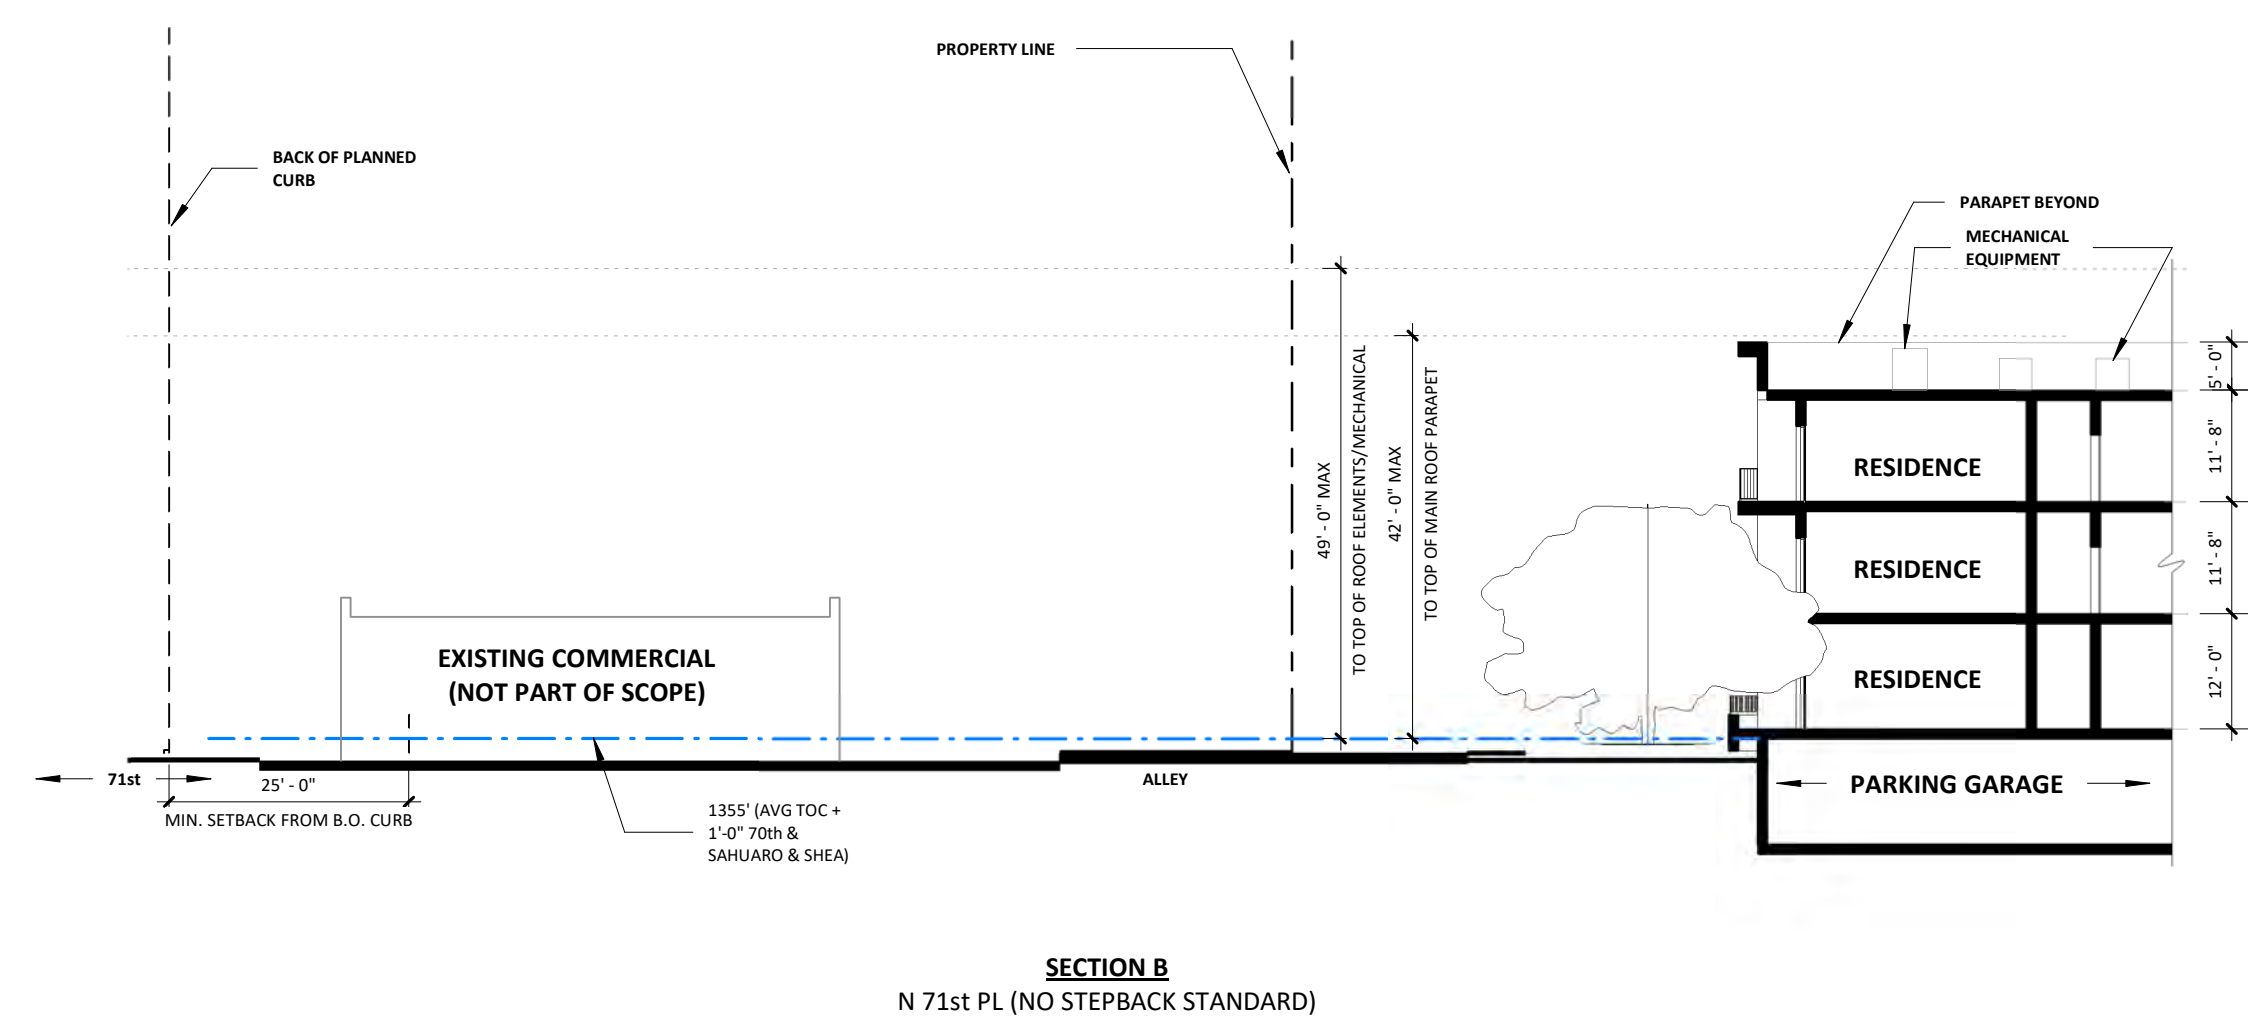 PROPERTY LINE
BACK OF PLANNED
CURB
PARAPET BEYOND
MECHANICAL
EQUIPMENT
49' - 0" MAX
TO TOP OF ROOF ELEMENTS/MECHANICAL
42' - 0" MAX
TO TOP OF MAIN ROOF PARAPET
5' - 0"
11' - 8"
11' - 8"
12' - 0"
RESIDENCE
RESIDENCE
RESIDENCE
EXISTING COMMERCIAL
(NOT PART OF SCOPE)
71st
25' - 0"
MIN. SETBACK FROM B.O. CURB
ALLEY
PARKING GARAGE
1355' (AVG TOC +
1'-0" 70th &
SAHUARO & SHEA)
SECTION B
N 71st PL (NO STEPBACK STANDARD)